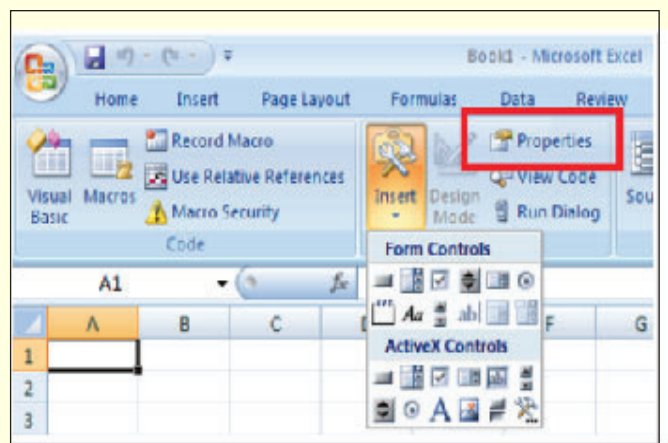 Book1 - Microsoft Excel
Home Insert Page Layout Formulas Data Review
Visual Basic
Macros
Record Macro
Use Relative References
Macro Security
Code
Insert
Design Mode
Properties
View Code
Run Dialog
Sou
Form Controls
Aa ab
ActiveX Controls
A
A1 fx
A B C F G
1
2
3